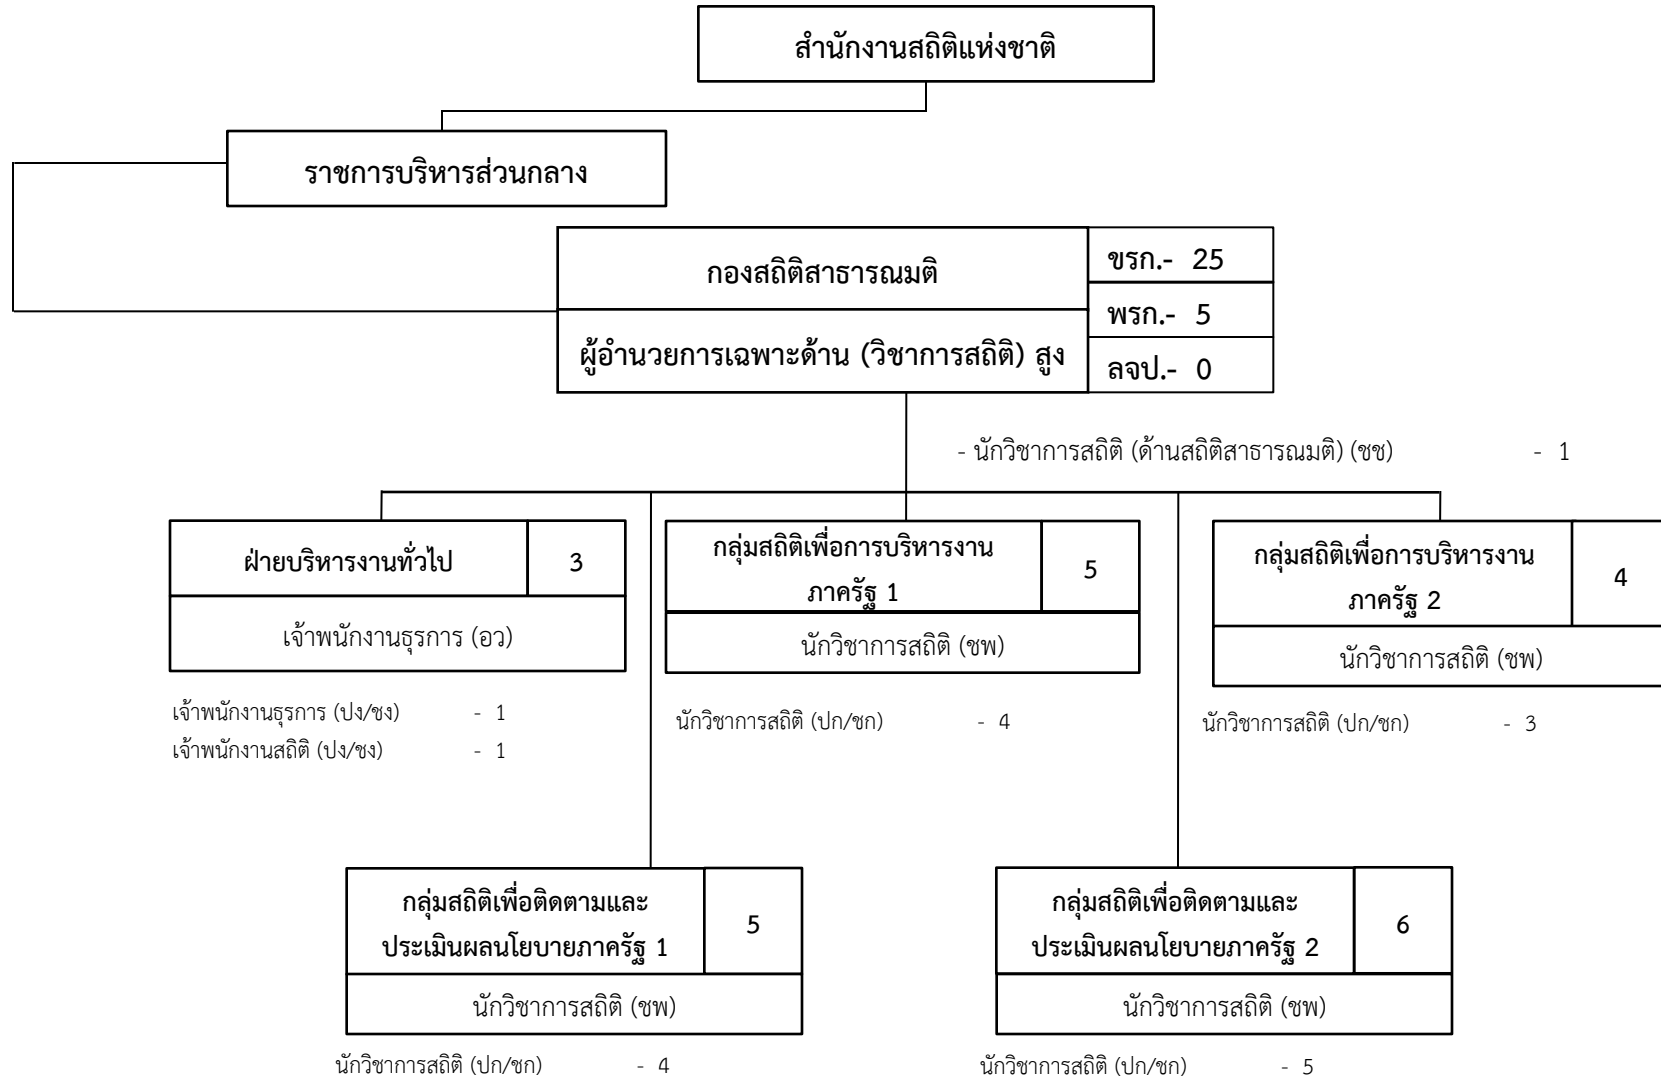 สำนักงานสถิติแห่งชาติ
ราชการบริหารส่วนกลาง
กองสถิติสาธารณมติ
ผู้อำนวยการเฉพาะด้าน (วิชาการสถิติ) สูง
ขรก.- 25
พรก.- 5
ลจป.- 0
- นักวิชาการสถิติ (ด้านสถิติสาธารณมติ) (ชช) - 1
ฝ่ายบริหารงานทั่วไป 3
เจ้าพนักงานธุรการ (อว)
เจ้าพนักงานธุรการ (ปง/ชง) - 1
เจ้าพนักงานสถิติ (ปง/ชง) - 1
กลุ่มสถิติเพื่อการบริหารงาน
ภาครัฐ 1
5
นักวิชาการสถิติ (ชพ)
นักวิชาการสถิติ (ปก/ชก) - 4
กลุ่มสถิติเพื่อการบริหารงาน
ภาครัฐ 2
4
นักวิชาการสถิติ (ชพ)
นักวิชาการสถิติ (ปก/ชก) - 3
กลุ่มสถิติเพื่อติดตามและ
ประเมินผลนโยบายภาครัฐ 1
5
นักวิชาการสถิติ (ชพ)
นักวิชาการสถิติ (ปก/ชก) - 4
กลุ่มสถิติเพื่อติดตามและ
ประเมินผลนโยบายภาครัฐ 2
6
นักวิชาการสถิติ (ชพ)
นักวิชาการสถิติ (ปก/ชก) - 5